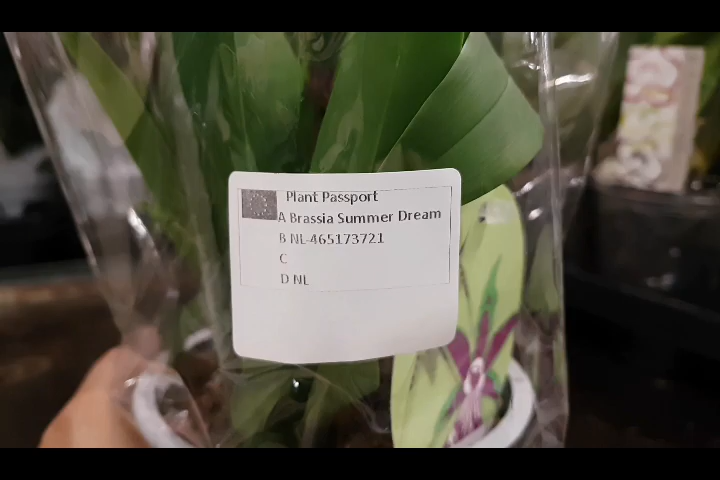 Plant Passport
A Brassia Summer Dream
B NL-465173721
C
D NL